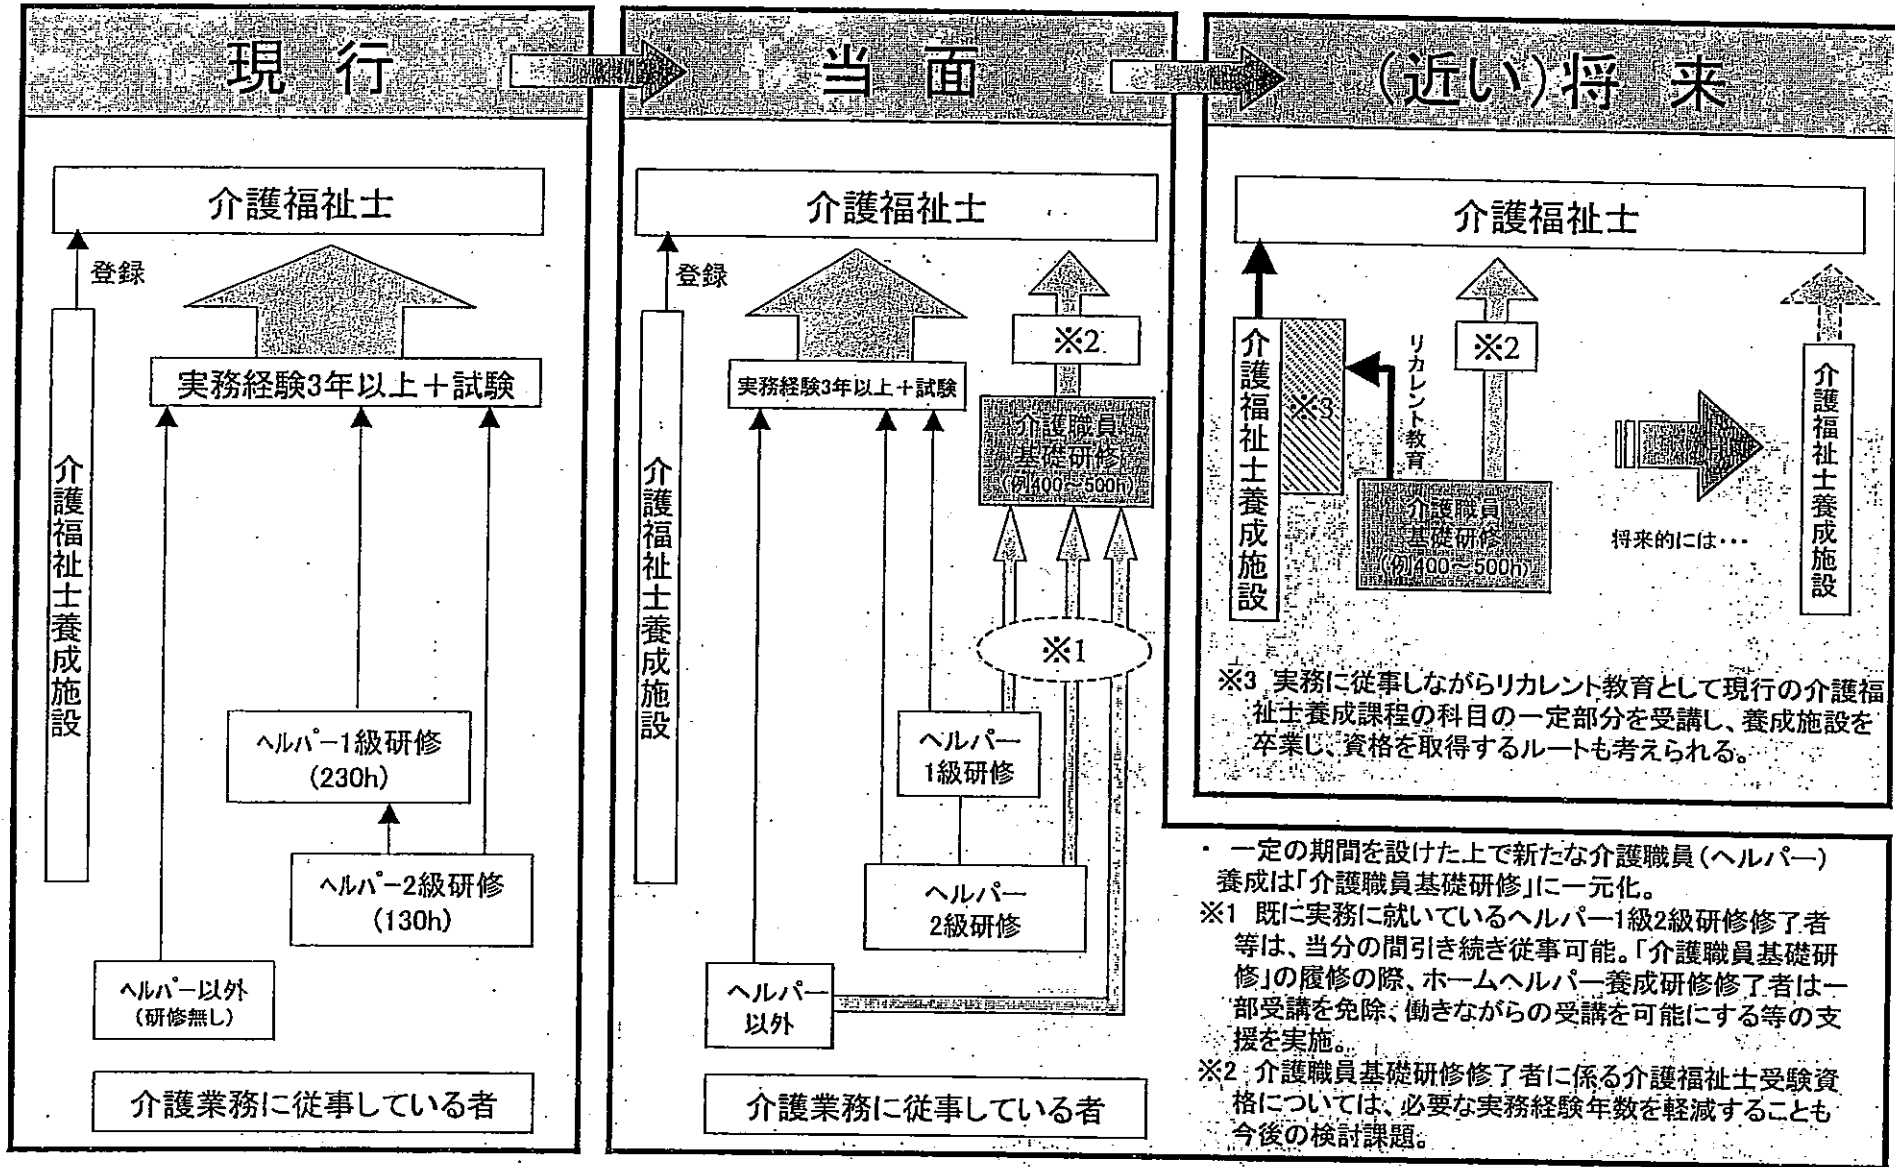 現 行
当 面
(近い)将 来
介護福祉士
登録
実務経験3年以上+試験
介護福祉士養成施設
ヘルパー1級研修
(230h)
ヘルパー2級研修
(130h)
ヘルパー以外
(研修無し)
介護業務に従事している者
介護福祉士
登録
※2
実務経験3年以上+試験
介護職員
基礎研修
(例400~500h)
介護福祉士養成施設
※1
ヘルパー
1級研修
ヘルパー
2級研修
ヘルパー
以外
介護業務に従事している者
介護福祉士
介護福祉士養成施設
※3
リカレント教育
※2
介護職員
基礎研修
(例400~500h)
将来的には・・・
介護福祉士養成施設
※3 実務に従事しながらリカレント教育として現行の介護福
祉士養成課程の科目の一定部分を受講し、養成施設を
卒業し、資格を取得するルートも考えられる。
・ 一定の期間を設けた上で新たな介護職員(ヘルパー)
養成は「介護職員基礎研修」に一元化。
※1 既に実務に就いているヘルパー1級2級研修修了者
等は、当分の間引き続き従事可能。「介護職員基礎研
修」の履修の際、ホームヘルパー養成研修修了者は一
部受講を免除、働きながらの受講を可能にする等の支
援を実施。
※2 介護職員基礎研修修了者に係る介護福祉士受験資
格については、必要な実務経験年数を軽減することも
今後の検討課題。